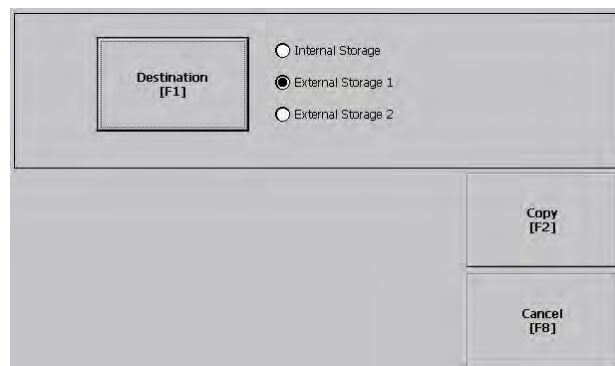 Destination
[F1]
Internal Storage
External Storage 1
External Storage 2
Copy
[F2]
Cancel
[F8]